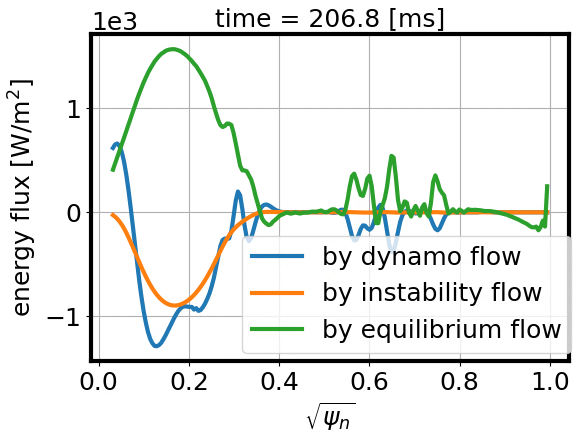 time = 206.8 [ms]
1e3
energy flux [W/m²]
1
0
−1
by dynamo flow
by instability flow
by equilibrium flow
0.0 0.2 0.4 0.6 0.8 1.0
√ψₙ